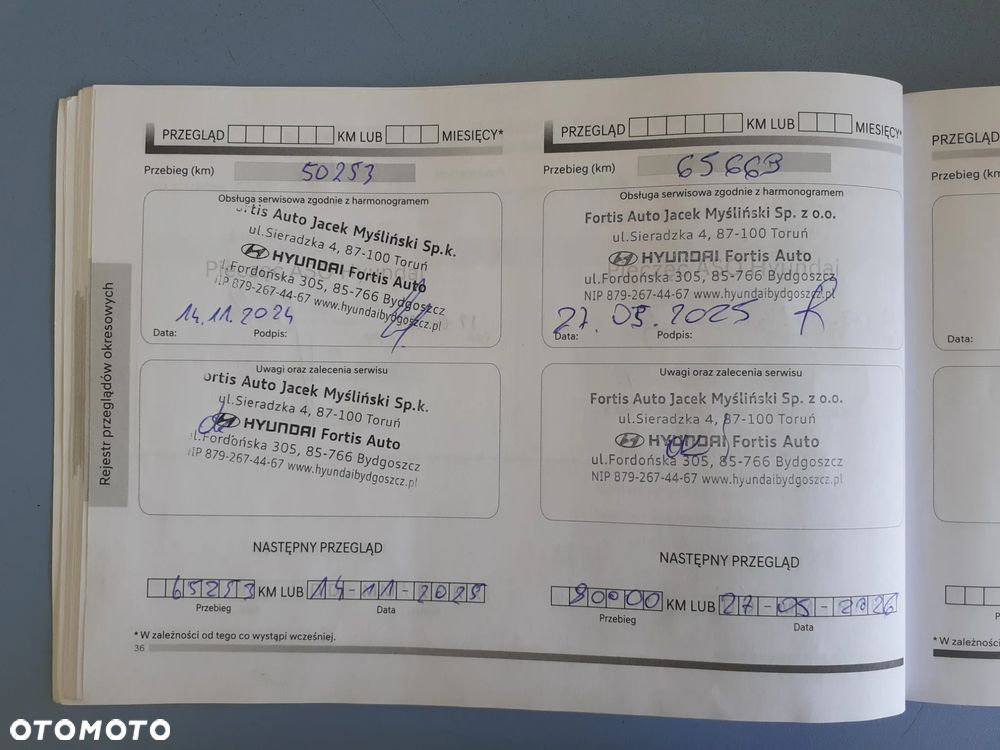 PRZEGLĄD KM LUB MIESIĘCY*
Przebieg (km) 50253
Obsługa serwisowa zgodnie z harmonogramem
tis Auto Jacek Myśliński Sp.k.
ul.Sieradzka 4, 87-100 Toruń
HYUNDAI Fortis Auto
l.Fordońska 305, 85-766 Bydgoszcz
NIP 879-267-44-67 www.hyundaibydgoszcz.pl
14.11.2024
Data: Podpis:
Uwagi oraz zalecenia serwisu
ortis Auto Jacek Myśliński Sp.k.
ul.Sieradzka 4, 87-100 Toruń
HYUNDAI Fortis Auto
l.Fordońska 305, 85-766 Bydgoszcz
IP 879-267-44-67 www.hyundaibydgoszcz.pl
NASTĘPNY PRZEGLĄD
65253 KM LUB 14-11-2025
Przebieg Data
* W zależności od tego co wystąpi wcześniej.
36
Rejestr przeglądów okresowych
PRZEGLĄD KM LUB MIESIĘCY*
Przebieg (km) 65663
Obsługa serwisowa zgodnie z harmonogramem
Fortis Auto Jacek Myśliński Sp. z o.o.
ul.Sieradzka 4, 87-100 Toruń
HYUNDAI Fortis Auto
Pieczęć ASO Hyundai
ul.Fordońska 305, 85-766 Bydgoszcz
NIP 879-267-44-67 www.hyundaibydgoszcz.pl
27.05.2025
Data: Podpis:
Uwagi oraz zalecenia serwisu
Fortis Auto Jacek Myśliński Sp. z o.o.
ul.Sieradzka 4, 87-100 Toruń
HYUNDAI Fortis Auto
ul.Fordońska 305, 85-766 Bydgoszcz
NIP 879-267-44-67 www.hyundaibydgoszcz.pl
NASTĘPNY PRZEGLĄD
80000 KM LUB 27-05-2026
Przebieg Data
PRZEGLĄD
Przebieg (km
Data:
* W zależnośc
OTOMOTO